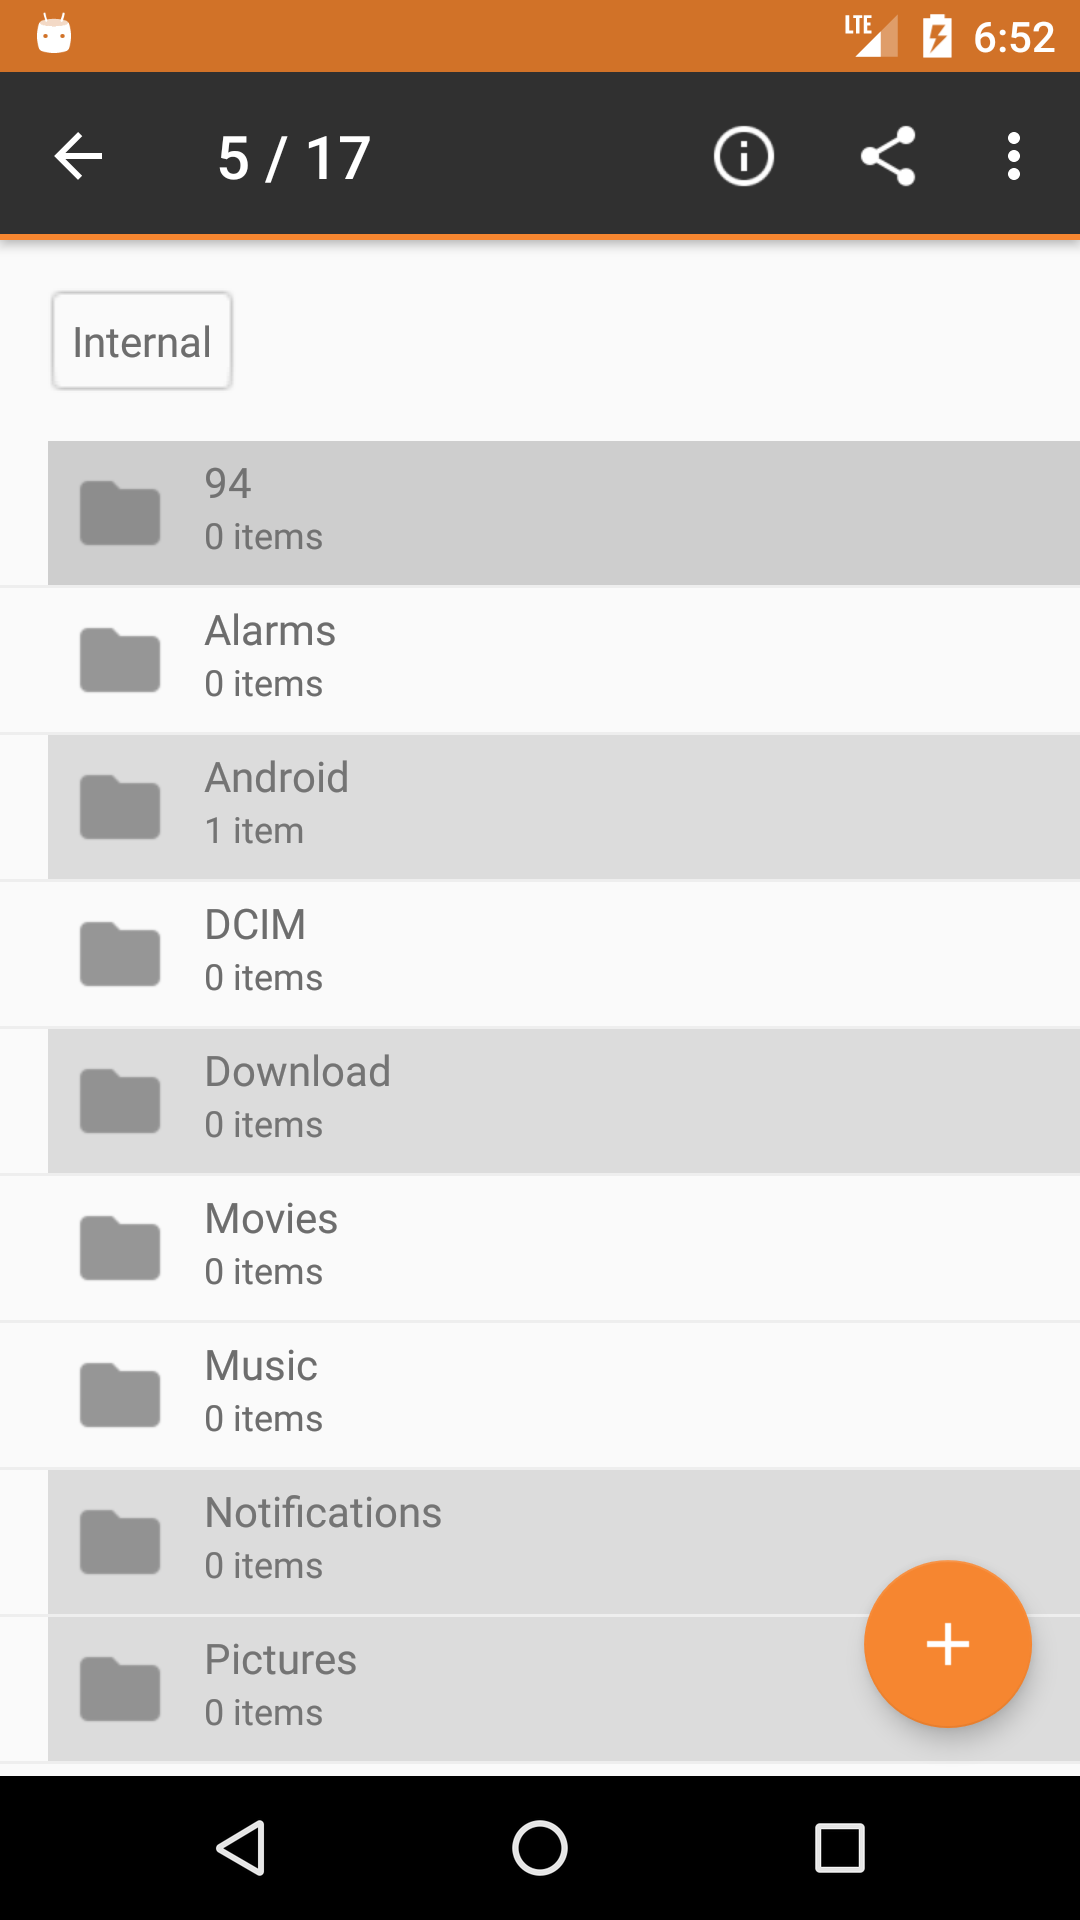 LTE 6:52
5 / 17
Internal
94
0 items
Alarms
0 items
Android
1 item
DCIM
0 items
Download
0 items
Movies
0 items
Music
0 items
Notifications
0 items
Pictures
0 items